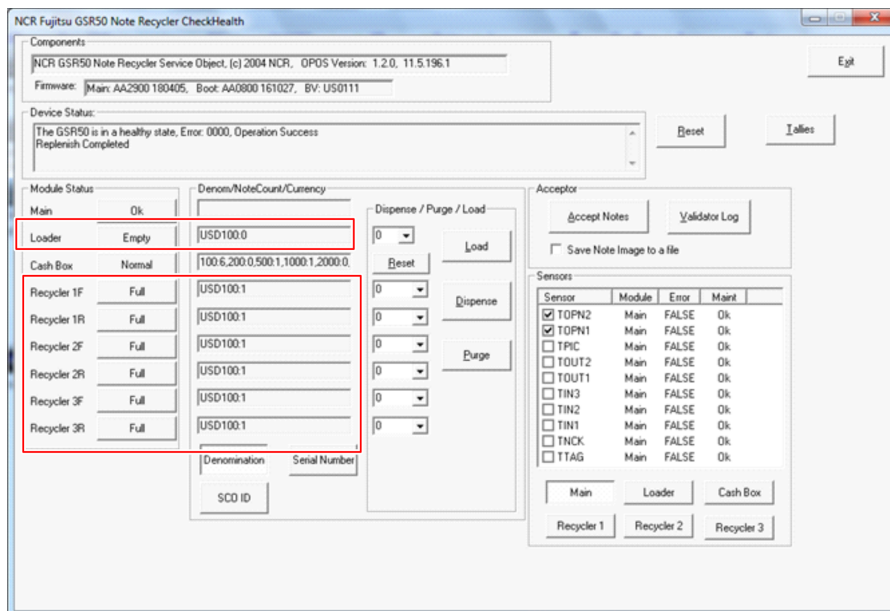 NCR Fujitsu GSR50 Note Recycler CheckHealth
Components
NCR GSR50 Note Recycler Service Object, (c) 2004 NCR, OPOS Version: 1.2.0, 11.5.196.1
Exit
Firmware: Main: AA2900 180405, Boot: AA0800 161027, BV: US0111
Device Status:
The GSR50 is in a healthy state, Error: 0000, Operation Success
Replenish Completed
Reset
Tallies
Module Status
Denom/NoteCount/Currency
Dispense / Purge / Load
Acceptor
Main Ok
Loader Empty USD100:0 0 Load
Cash Box Normal 100:6,200:0,500:1,1000:1,2000:0, Reset
Recycler 1F Full USD100:1 0
Recycler 1R Full USD100:1 0
Recycler 2F Full USD100:1 0
Recycler 2R Full USD100:1 0
Recycler 3F Full USD100:1 0
Recycler 3R Full USD100:1 0
Dispense
Purge
Denomination Serial Number
SCO ID
Accept Notes Validator Log
Save Note Image to a file
Sensors
Sensor Module Error Maint
TOPN2 Main FALSE Ok
TOPN1 Main FALSE Ok
TPIC Main FALSE Ok
TOUT2 Main FALSE Ok
TOUT1 Main FALSE Ok
TIN3 Main FALSE Ok
TIN2 Main FALSE Ok
TIN1 Main FALSE Ok
TNCK Main FALSE Ok
TTAG Main FALSE Ok
Main Loader Cash Box
Recycler 1 Recycler 2 Recycler 3